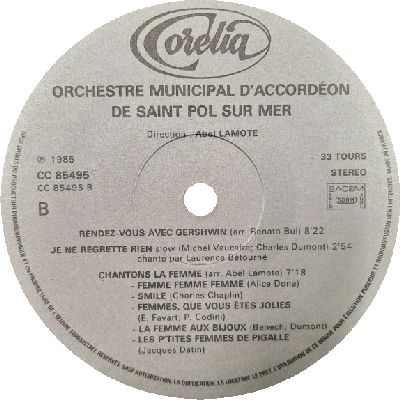 Corelia
ORCHESTRE MUNICIPAL D'ACCORDÉON
DE SAINT POL SUR MER
Direction : Abel LAMOTE
℗ 1985
CC 85495
CC 85495 B
33 TOURS
STEREO
SACEM
B
RENDEZ-VOUS AVEC GERSHWIN (arr. Renato Bui) 8'22
JE NE REGRETTE RIEN slow (Michel Vaucaire; Charles Dumont) 2'54
chanté par Laurence Bétourne
CHANTONS LA FEMME (arr. Abel Lamote) 7'18
- FEMME FEMME FEMME (Alice Dona)
- SMILE (Charles Chaplin)
- FEMMES, QUE VOUS ÊTES JOLIES
(E. Favart; P. Codini)
- LA FEMME AUX BIJOUX (Benech; Dumont)
- LES P'TITES FEMMES DE PIGALLE
(Jacques Datin)